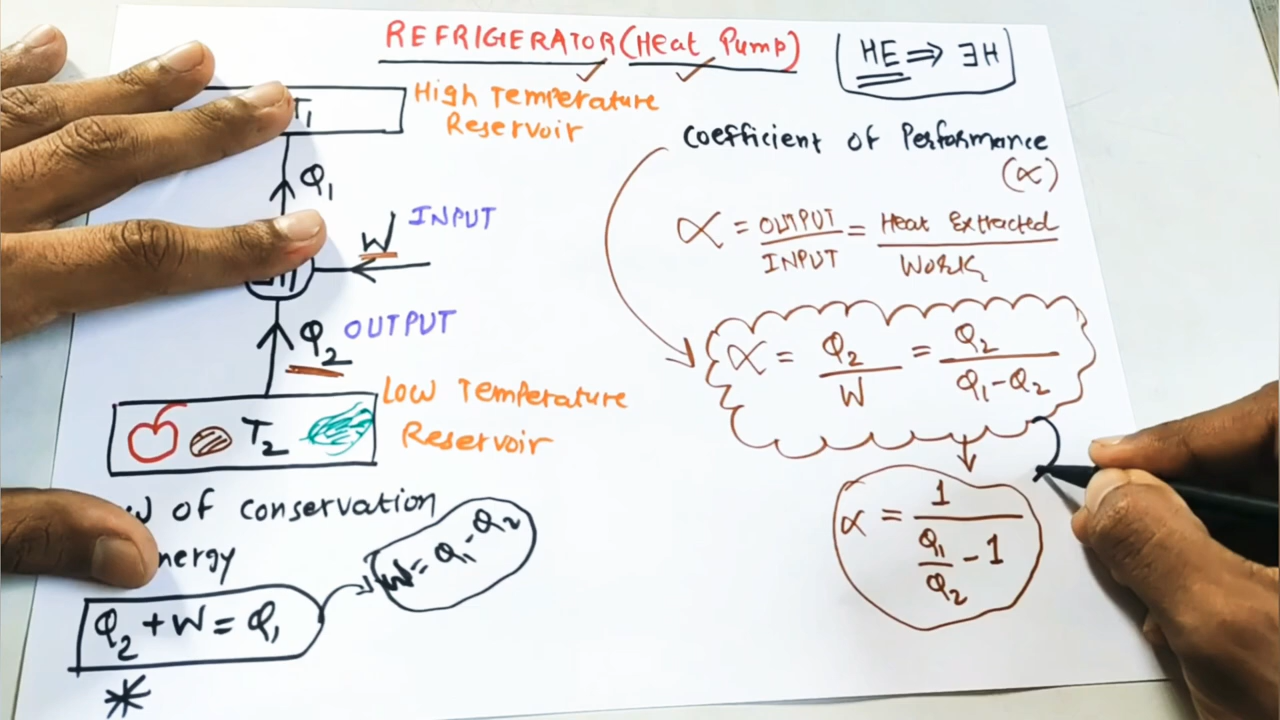 REFRIGERATOR (Heat Pump)
HE ⇒ ƎH
T₁
High Temperature
Reservoir
Q₁
W
INPUT
Q₂
OUTPUT
T₂
Low Temperature
Reservoir
W of conservation
nergy
Q₂ + W = Q₁
W = Q₁ - Q₂
Coefficient of Performance
(α)
α = OUTPUT / INPUT = Heat Extracted / Work
α = Q₂ / W = Q₂ / Q₁-Q₂
α = 1 / Q₁/Q₂ - 1